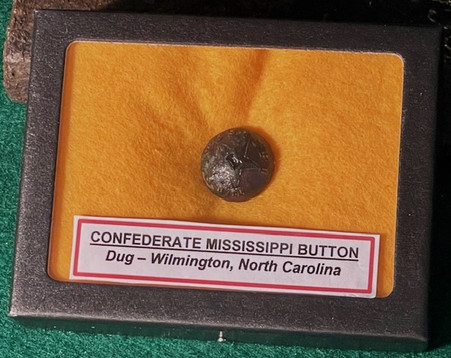 CONFEDERATE MISSISSIPPI BUTTON
Dug – Wilmington, North Carolina